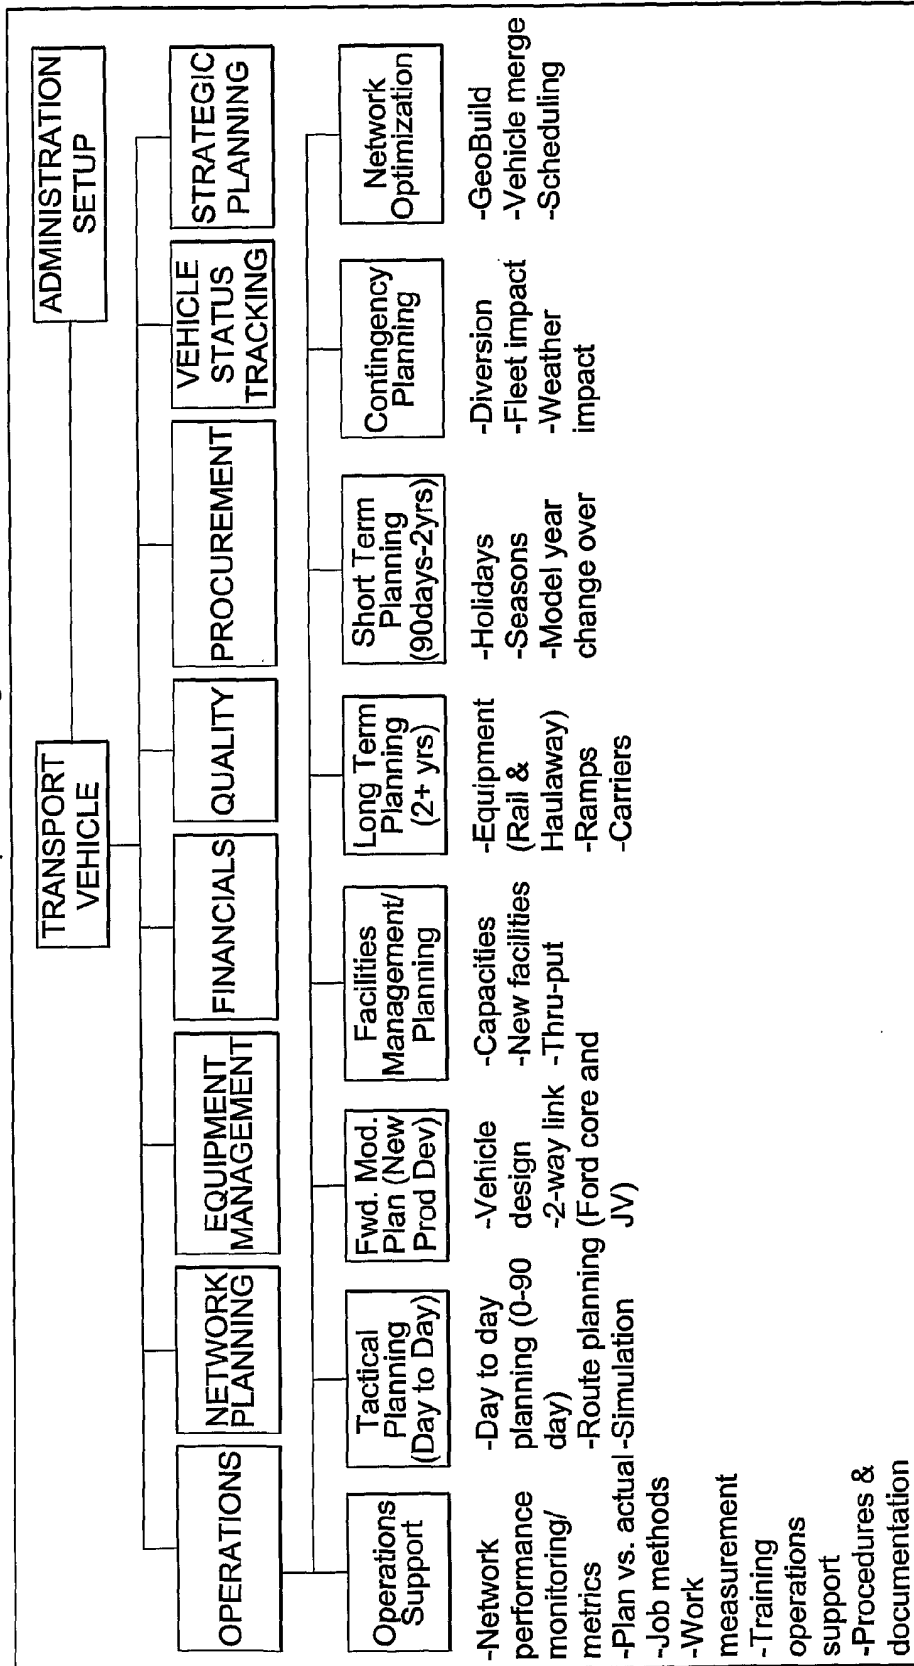 TRANSPORT
VEHICLE
ADMINISTRATION
SETUP
OPERATIONS
NETWORK
PLANNING
EQUIPMENT
MANAGEMENT
FINANCIALS
QUALITY
PROCUREMENT
VEHICLE
STATUS
TRACKING
STRATEGIC
PLANNING
Operations
Support
Tactical
Planning
(Day to Day)
Fwd. Mod.
Plan (New
Prod Dev)
Facilities
Management/
Planning
Long Term
Planning
(2+ yrs)
Short Term
Planning
(90days-2yrs)
Contingency
Planning
Network
Optimization
-Network
performance
monitoring/
metrics
-Plan vs. actual
-Job methods
-Work
measurement
-Training
operations
support
-Procedures &
documentation
-Day to day
planning (0-90
day)
-Route planning
-Simulation
-Vehicle
design
-2-way link
(Ford core and
JV)
-Capacities
-New facilities
-Thru-put
-Equipment
(Rail &
Haulaway)
-Ramps
-Carriers
-Holidays
-Seasons
-Model year
change over
-Diversion
-Fleet impact
-Weather
impact
-GeoBuild
-Vehicle merge
-Scheduling